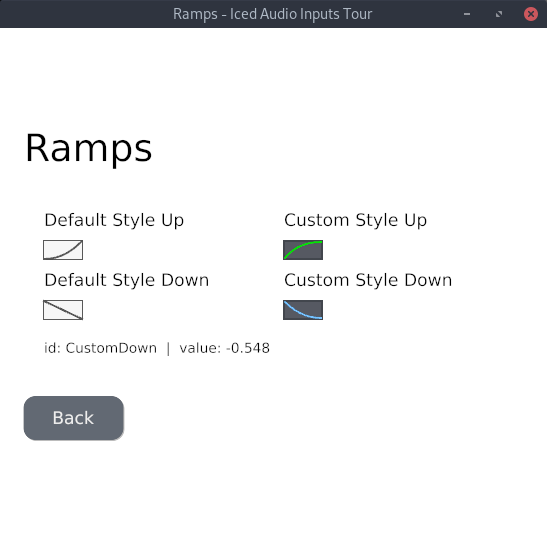 Ramps - Iced Audio Inputs Tour
Ramps
Default Style Up
Custom Style Up
Default Style Down
Custom Style Down
id: CustomDown | value: -0.548
Back